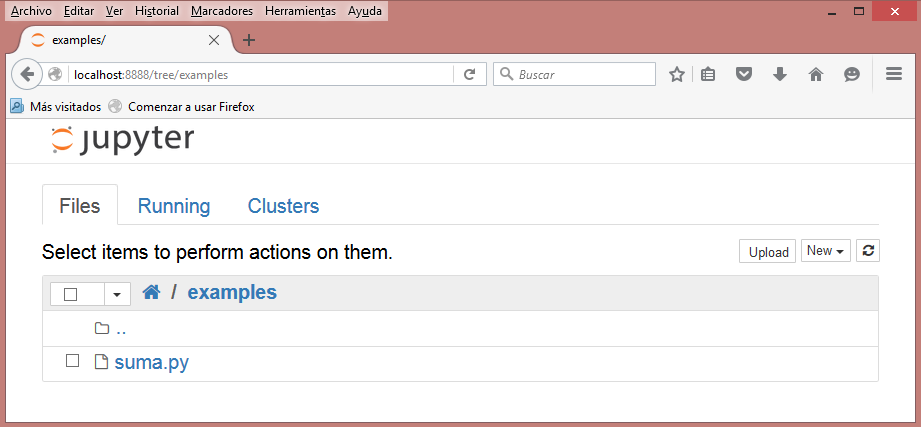 Archivo Editar Ver Historial Marcadores Herramientas Ayuda
examples/
localhost:8888/tree/examples
Buscar
Más visitados Comenzar a usar Firefox
jupyter
Files Running Clusters
Select items to perform actions on them.
Upload New
/ examples
..
suma.py